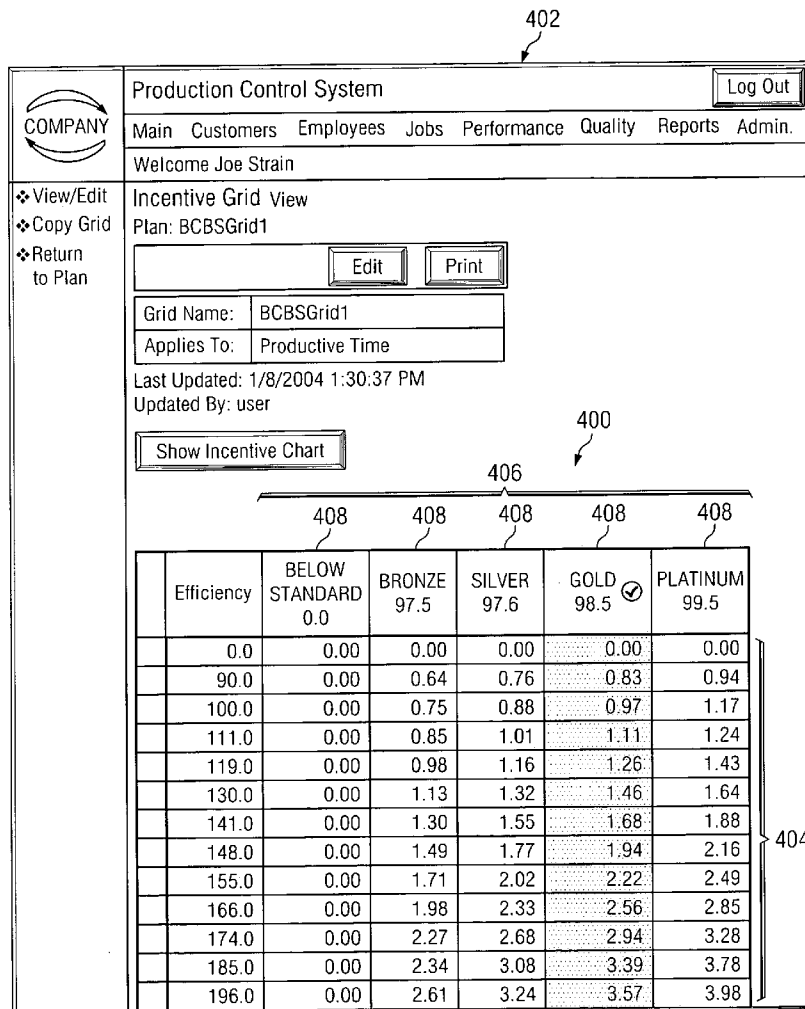 402
Production Control System Log Out
COMPANY
Main Customers Employees Jobs Performance Quality Reports Admin.
Welcome Joe Strain
❖View/Edit
❖Copy Grid
❖Return
to Plan
Incentive Grid View
Plan: BCBSGrid1
Edit Print
Grid Name: BCBSGrid1
Applies To: Productive Time
Last Updated: 1/8/2004 1:30:37 PM
Updated By: user
Show Incentive Chart
400
406
408 408 408 408 408
Efficiency BELOW STANDARD 0.0 BRONZE 97.5 SILVER 97.6 GOLD 98.5 PLATINUM 99.5
0.0 0.00 0.00 0.00 0.00 0.00
90.0 0.00 0.64 0.76 0.83 0.94
100.0 0.00 0.75 0.88 0.97 1.17
111.0 0.00 0.85 1.01 1.11 1.24
119.0 0.00 0.98 1.16 1.26 1.43
130.0 0.00 1.13 1.32 1.46 1.64
141.0 0.00 1.30 1.55 1.68 1.88
148.0 0.00 1.49 1.77 1.94 2.16
155.0 0.00 1.71 2.02 2.22 2.49
166.0 0.00 1.98 2.33 2.56 2.85
174.0 0.00 2.27 2.68 2.94 3.28
185.0 0.00 2.34 3.08 3.39 3.78
196.0 0.00 2.61 3.24 3.57 3.98
404